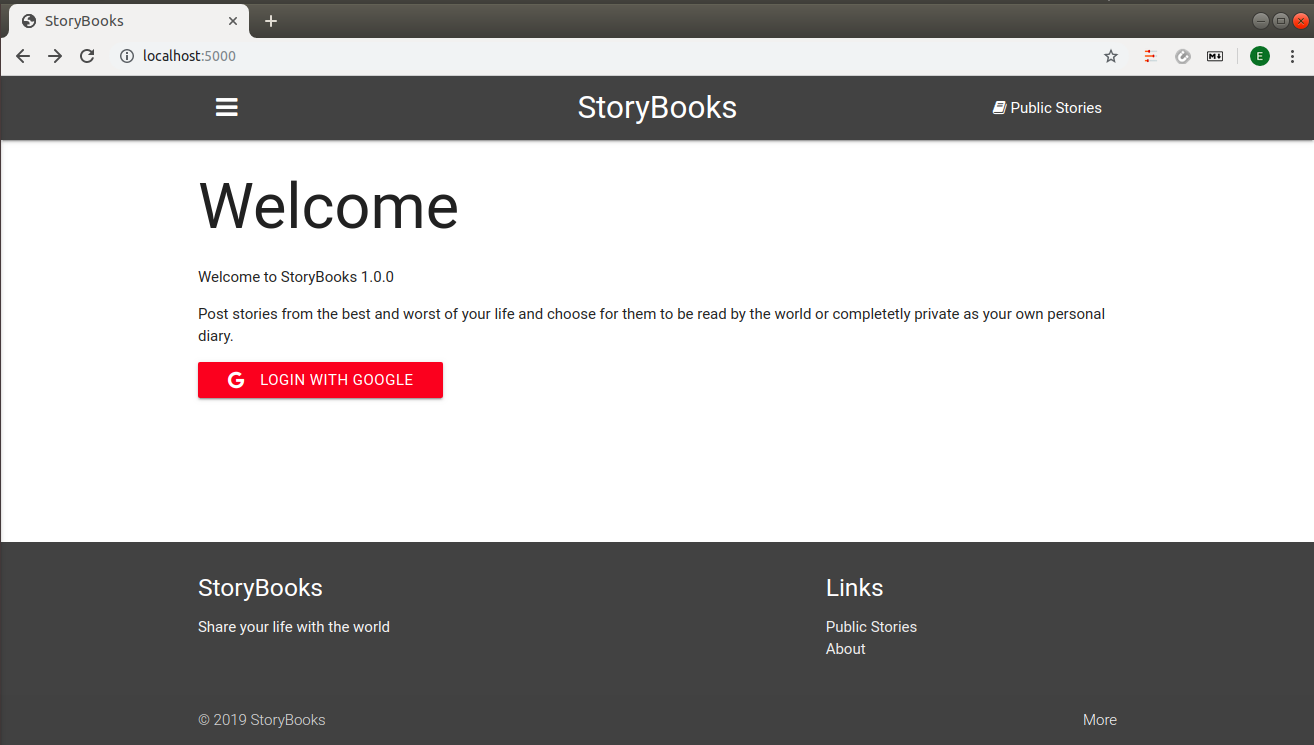 StoryBooks
localhost:5000
M
E
StoryBooks
Public Stories
Welcome
Welcome to StoryBooks 1.0.0
Post stories from the best and worst of your life and choose for them to be read by the world or completetly private as your own personal
diary.
G LOGIN WITH GOOGLE
StoryBooks
Share your life with the world
Links
Public Stories
About
© 2019 StoryBooks
More